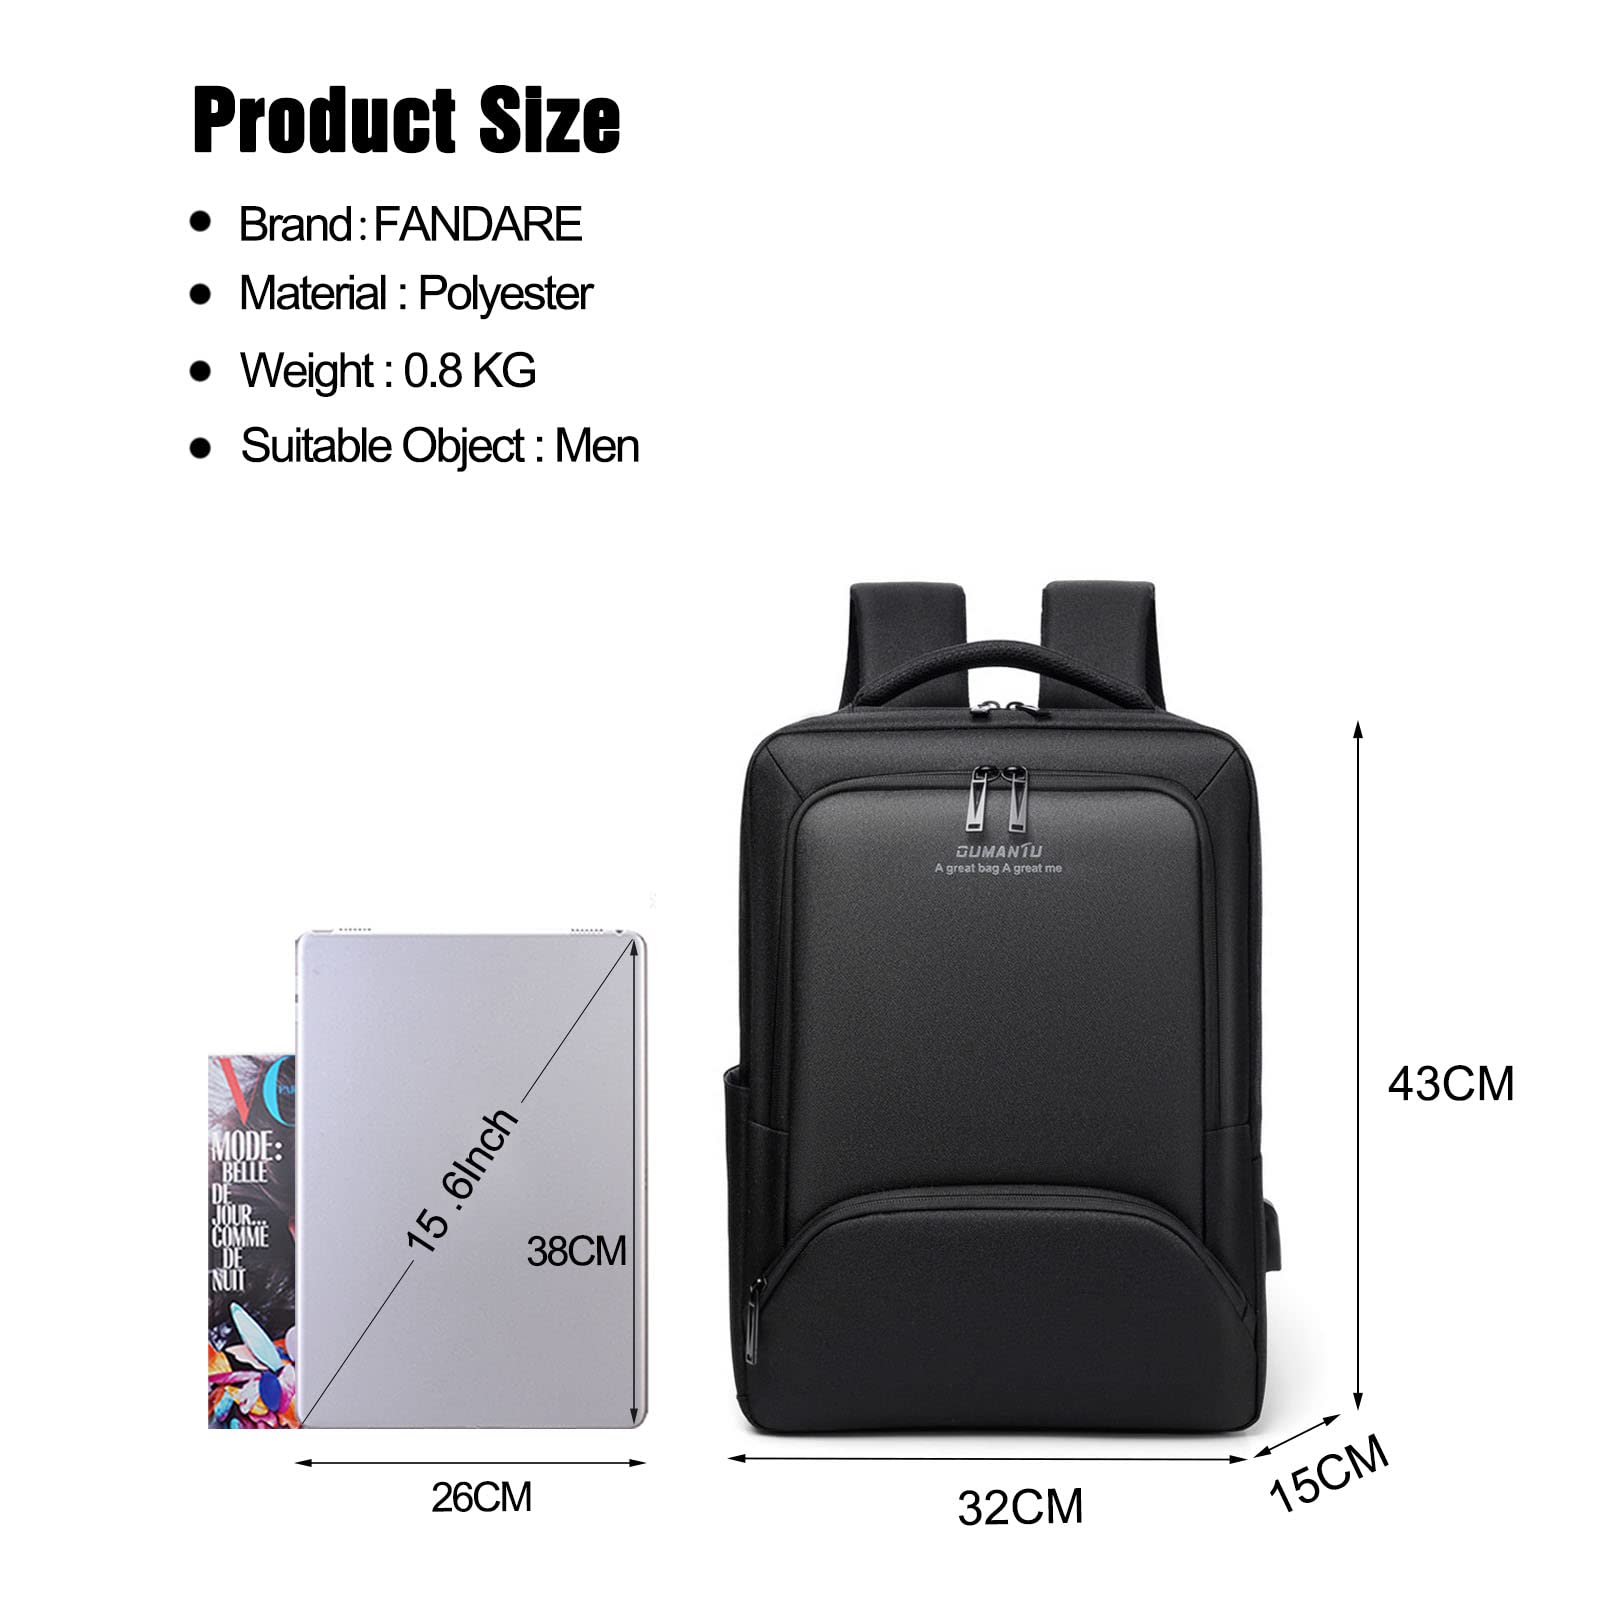 Product Size
Brand : FANDARE
Material : Polyester
Weight : 0.8 KG
Suitable Object : Men
OUMANTU
A great bag A great me
43CM
15CM
32CM
15 .6Inch
38CM
26CM
MODE:
BELLE
DE
JOUR...
COMME
DE
NUIT